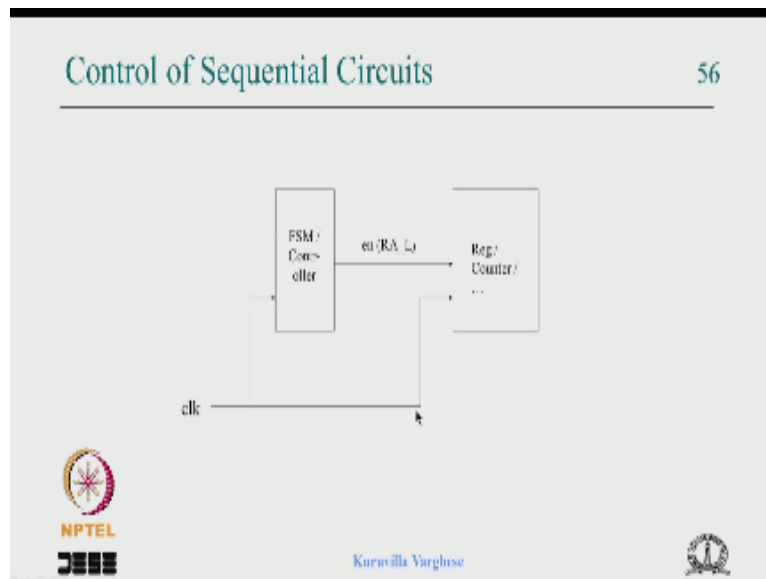 Control of Sequential Circuits
56
FSM /
Contr-
oller
en (RA_L)
Reg /
Counter /
...
clk
NPTEL
Kuruvilla Varghese